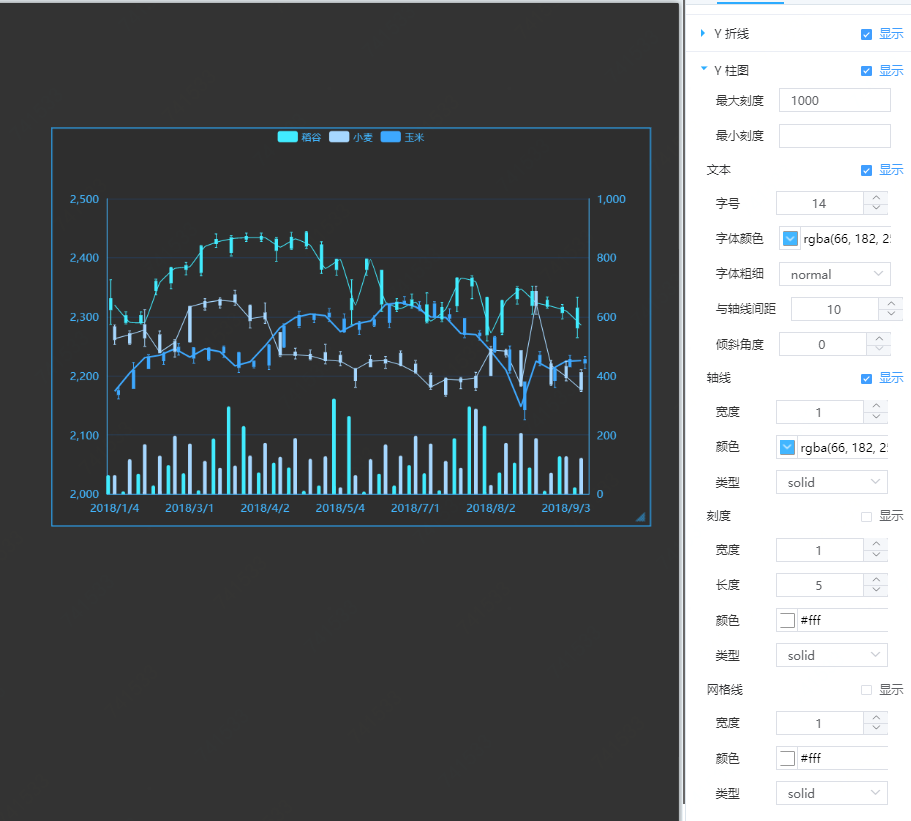 稻谷 小麦 玉米
2,500 1,000
2,400 800
2,300 600
2,200 400
2,100 200
2,000 0
2018/1/4 2018/3/1 2018/4/2 2018/5/4 2018/7/1 2018/8/2 2018/9/3
Y 折线 显示
Y 柱图 显示
最大刻度 1000
最小刻度
文本 显示
字号 14
字体颜色 rgba(66, 182, 2
字体粗细 normal
与轴线间距 10
倾斜角度 0
轴线 显示
宽度 1
颜色 rgba(66, 182, 2
类型 solid
刻度 显示
宽度 1
长度 5
颜色 #fff
类型 solid
网格线 显示
宽度 1
颜色 #fff
类型 solid